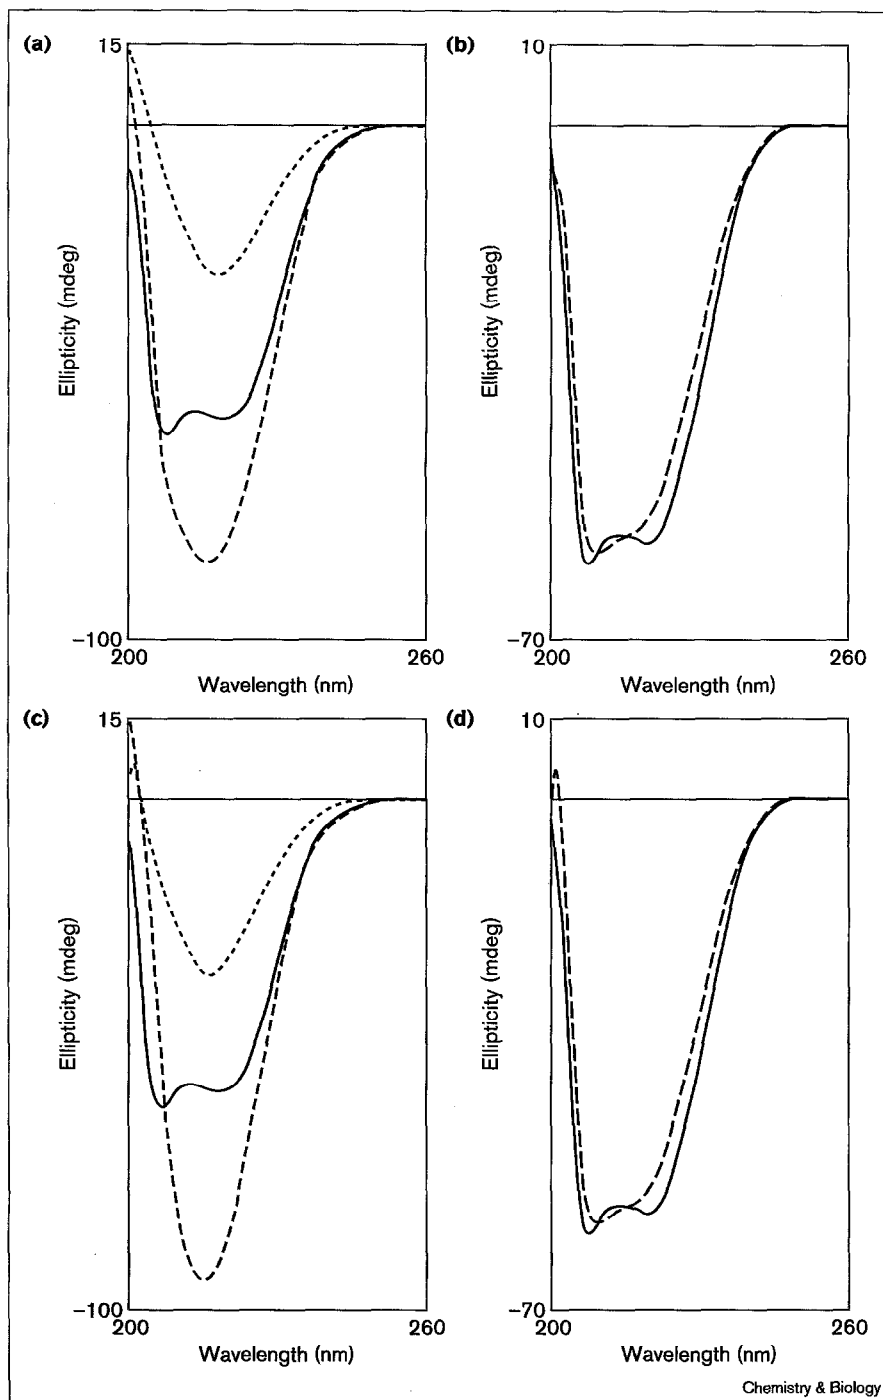 (a)
15
Ellipticity (mdeg)
-100
200
260
Wavelength (nm)
(b)
10
Ellipticity (mdeg)
-70
200
260
Wavelength (nm)
(c)
15
Ellipticity (mdeg)
-100
200
260
Wavelength (nm)
(d)
10
Ellipticity (mdeg)
-70
200
260
Wavelength (nm)
Chemistry & Biology